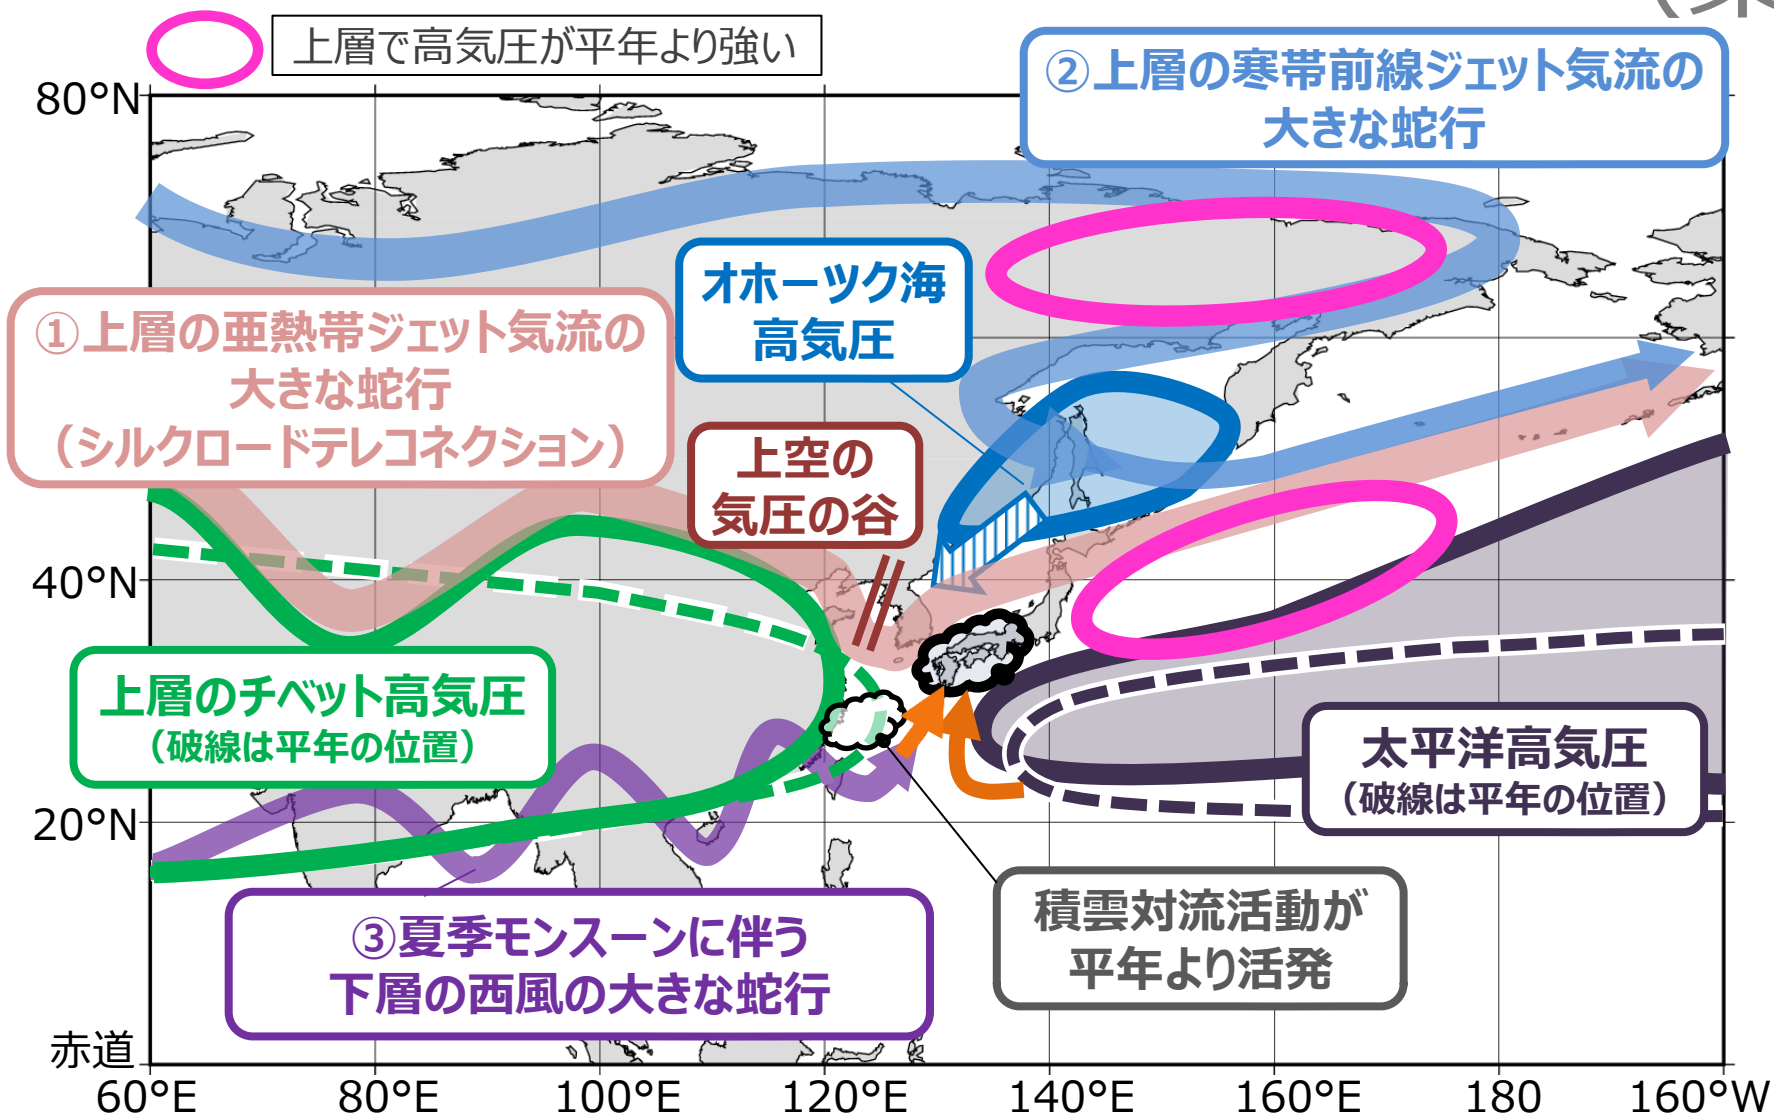 上層で高気圧が平年より強い
②上層の寒帯前線ジェット気流の
大きな蛇行
80°N
オホーツク海
高気圧
①上層の亜熱帯ジェット気流の
大きな蛇行
（シルクロードテレコネクション）
上空の
気圧の谷
40°N
上層のチベット高気圧
（破線は平年の位置）
太平洋高気圧
（破線は平年の位置）
20°N
積雲対流活動が
平年より活発
③夏季モンスーンに伴う
下層の西風の大きな蛇行
赤道
60°E
80°E
100°E
120°E
140°E
160°E
180
160°W